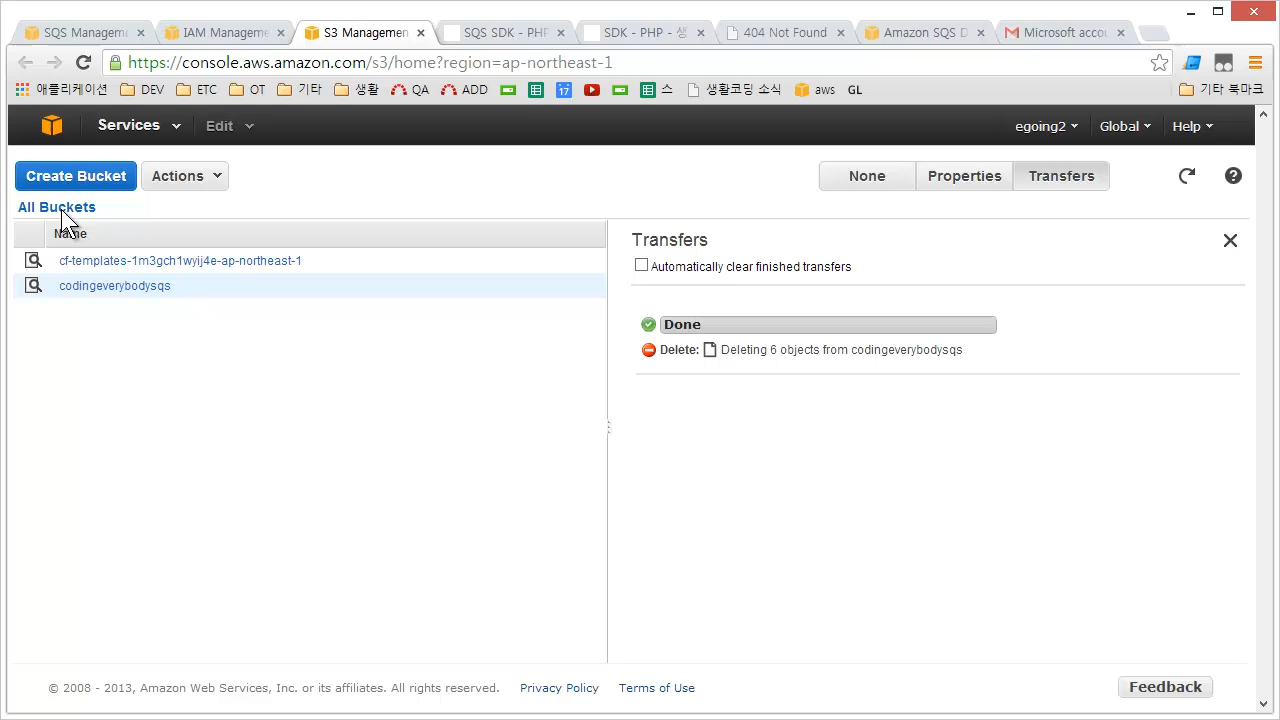 SQS Manageme
IAM Manageme
S3 Managemen
SQS SDK - PHP
SDK - PHP - 생
404 Not Found
Amazon SQS D
Microsoft accou
https://console.aws.amazon.com/s3/home?region=ap-northeast-1
애플리케이션 DEV ETC OT 기타 생활 QA ADD 17 스 생활코딩 소식 aws GL 기타 북마크
Services Edit egoing2 Global Help
Create Bucket Actions None Properties Transfers
All Buckets
Name
cf-templates-1m3gch1wyij4e-ap-northeast-1
codingeverybodysqs
Transfers
Automatically clear finished transfers
Done
Delete: Deleting 6 objects from codingeverybodysqs
© 2008 - 2013, Amazon Web Services, Inc. or its affiliates. All rights reserved. Privacy Policy Terms of Use Feedback